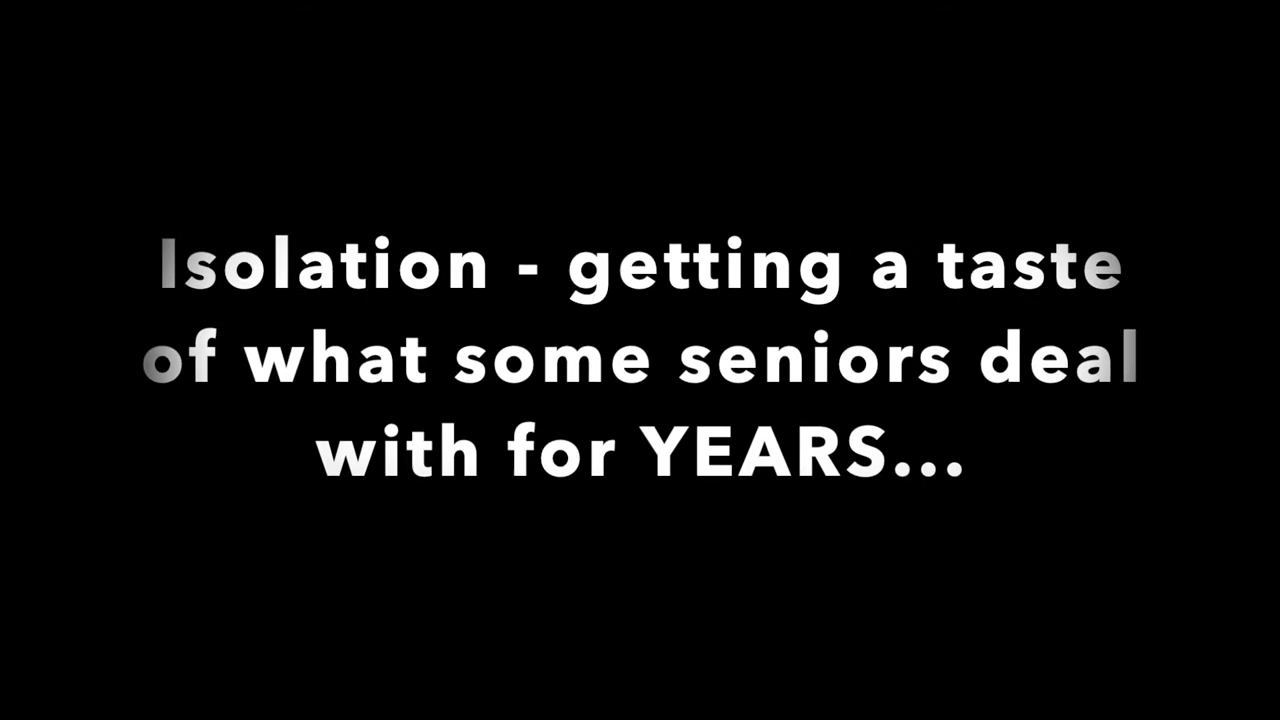 Isolation - getting a taste
of what some seniors deal
with for YEARS...